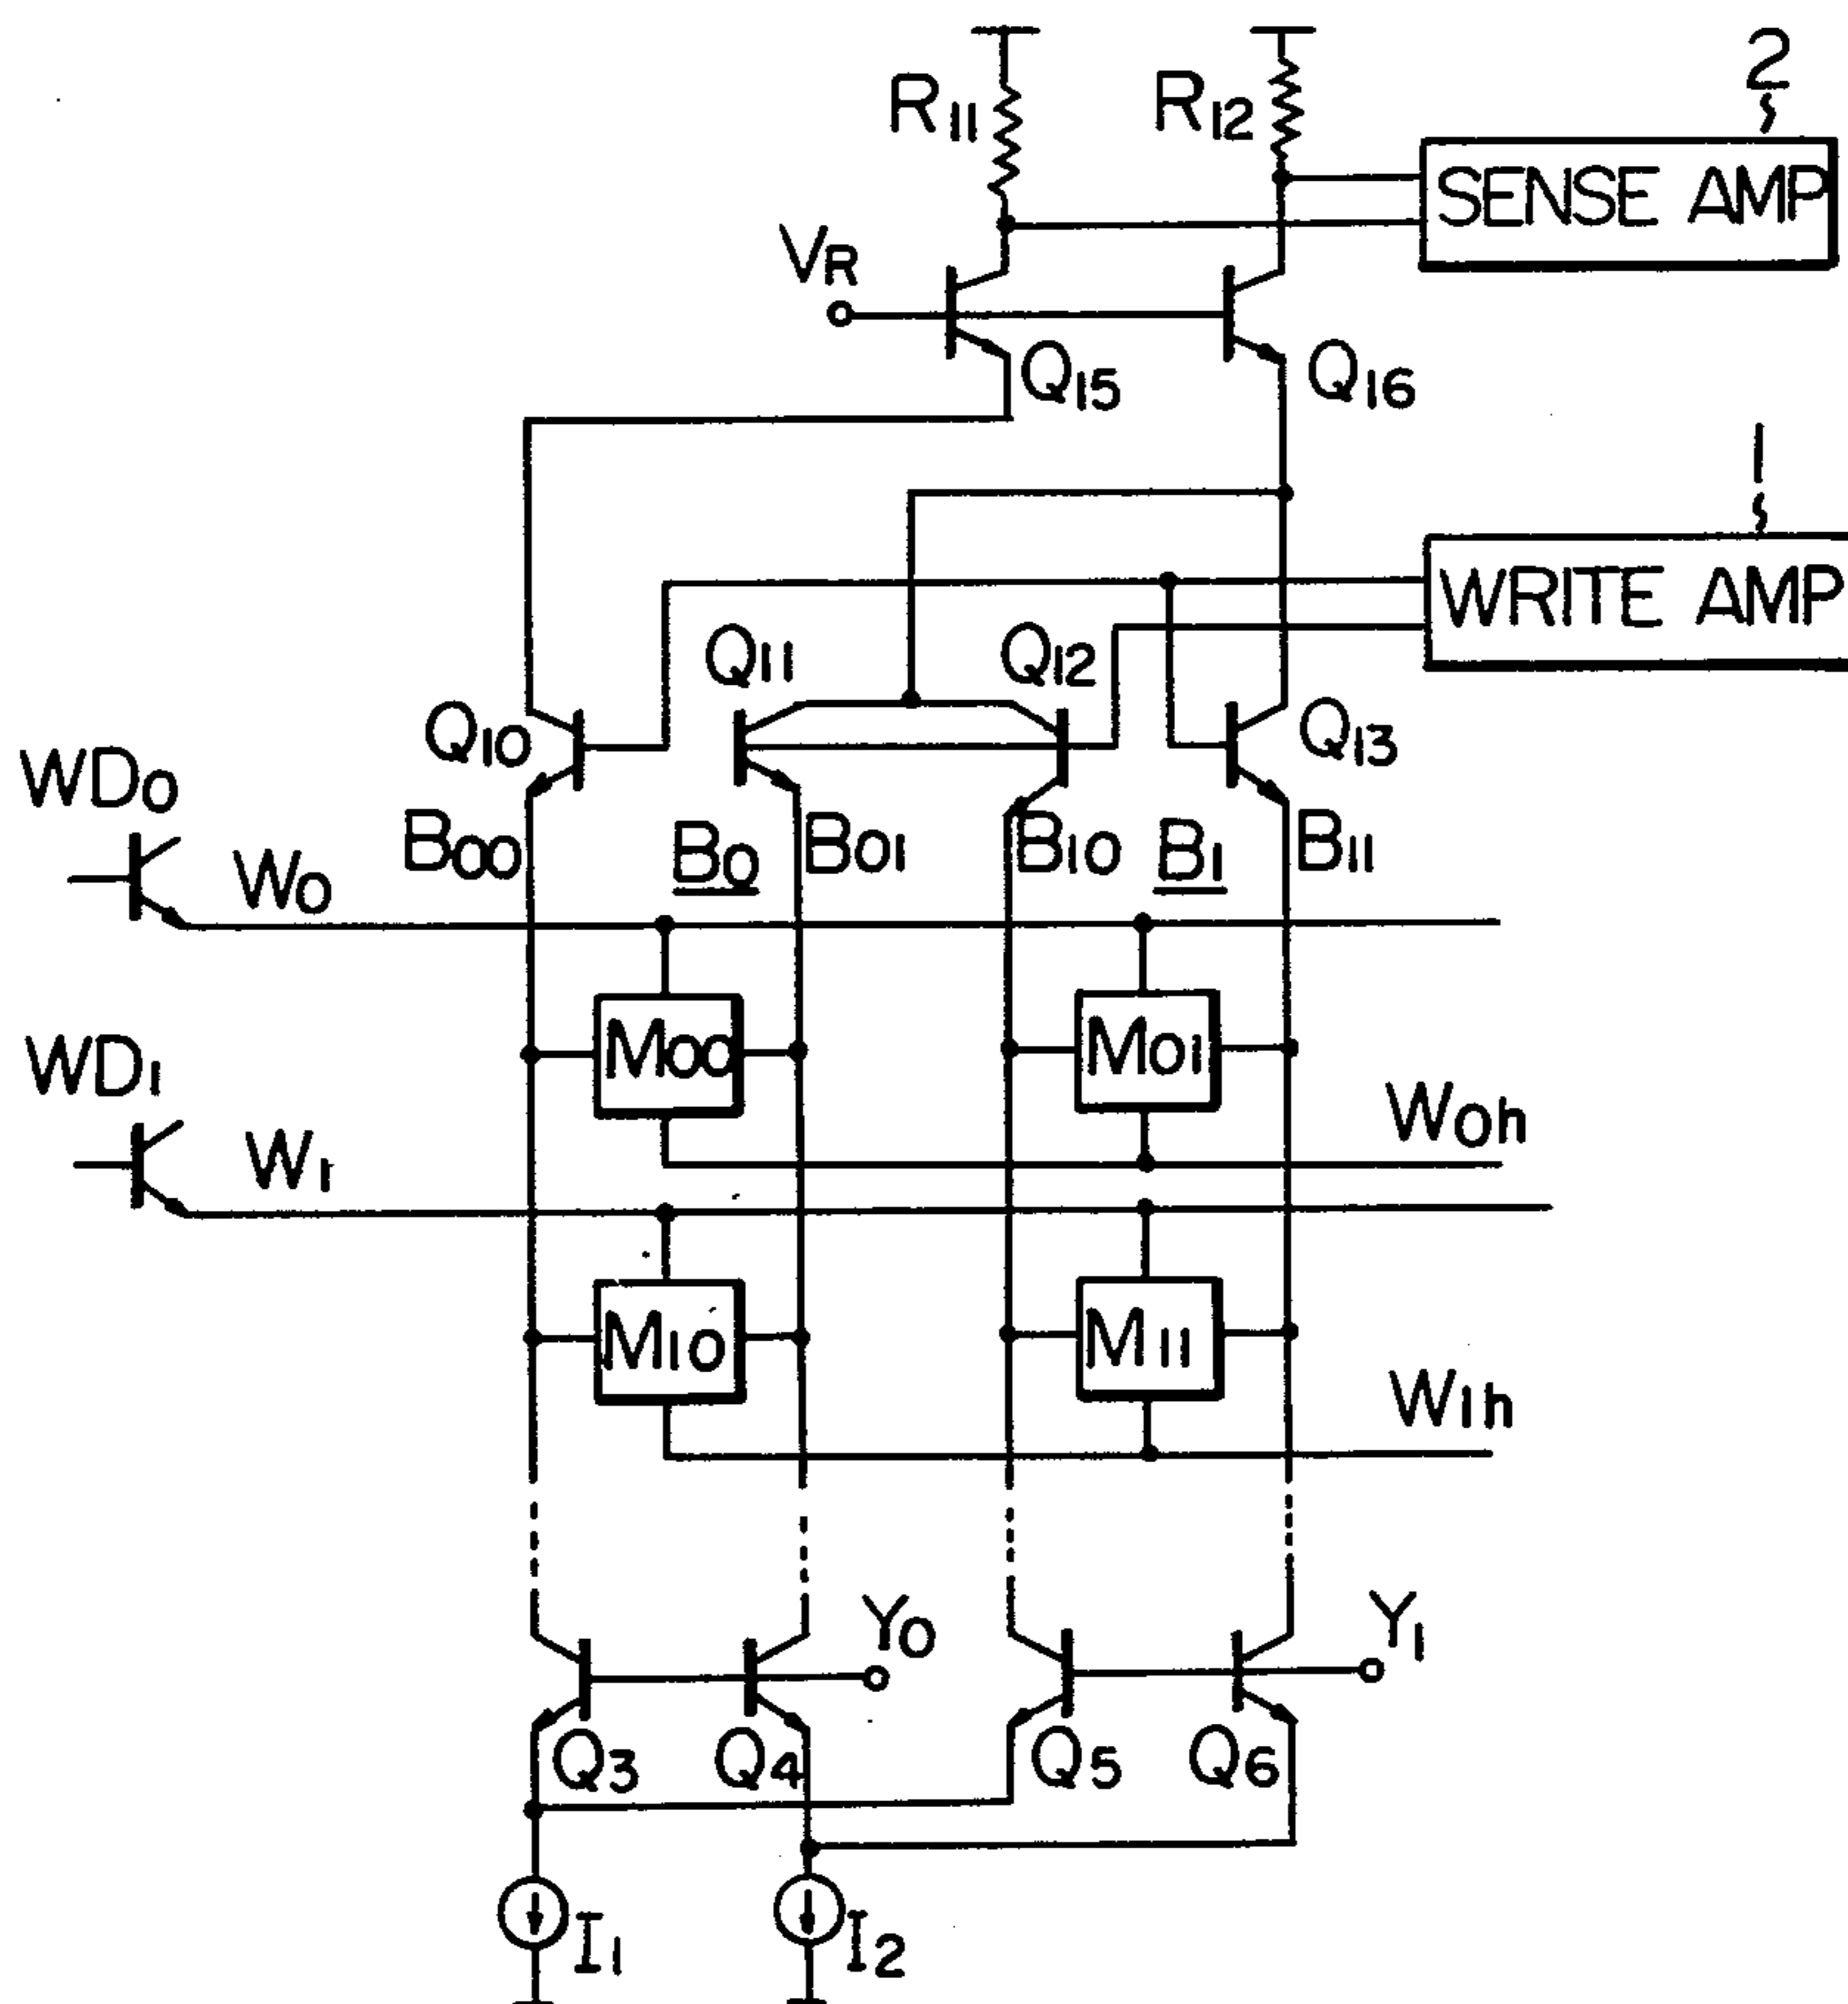 2
R11
R12
SENSE AMP
VR
Q15
Q16
1
WRITE AMP
Q11
Q12
Q10
Q13
WD0
B00
B0
B01
B10
B1
B11
W0
M00
M01
WD1
W0h
W1
M10
M11
W1h
Y0
Y1
Q3
Q4
Q5
Q6
I1
I2